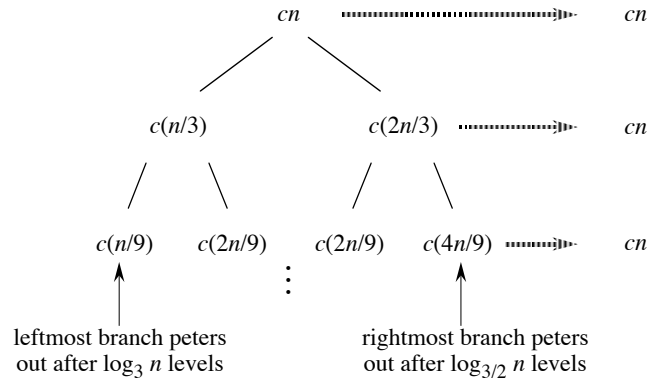 cn cn
c(n/3) c(2n/3) cn
c(n/9) c(2n/9) c(2n/9) c(4n/9) cn
leftmost branch peters
out after log₃ n levels
rightmost branch peters
out after log₃/₂ n levels